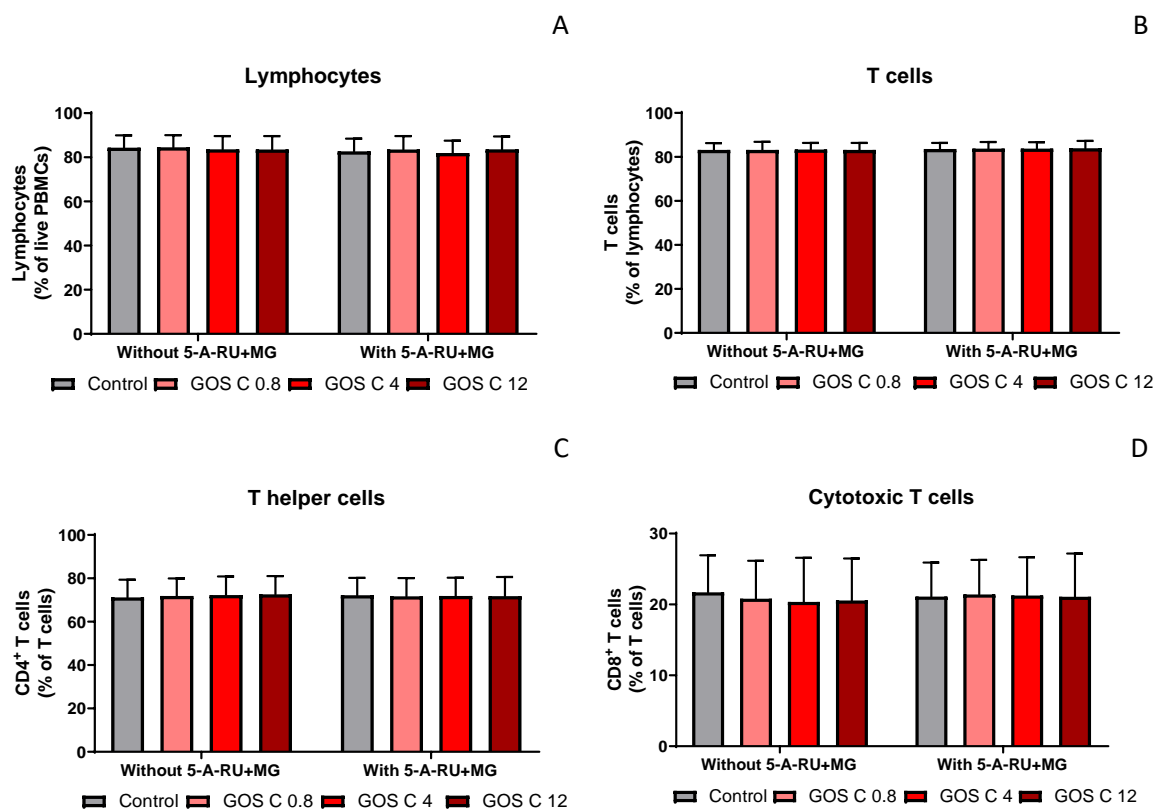 A
Lymphocytes
Lymphocytes
(% of live PBMCs)
100
80
60
40
20
0
Without 5-A-RU+MG
With 5-A-RU+MG
Control
GOS C 0.8
GOS C 4
GOS C 12
B
T cells
T cells
(% of lymphocytes)
100
80
60
40
20
0
Without 5-A-RU+MG
With 5-A-RU+MG
Control
GOS C 0.8
GOS C 4
GOS C 12
C
T helper cells
CD4⁺ T cells
(% of T cells)
100
80
60
40
20
0
Without 5-A-RU+MG
With 5-A-RU+MG
Control
GOS C 0.8
GOS C 4
GOS C 12
D
Cytotoxic T cells
CD8⁺ T cells
(% of T cells)
30
20
10
0
Without 5-A-RU+MG
With 5-A-RU+MG
Control
GOS C 0.8
GOS C 4
GOS C 12